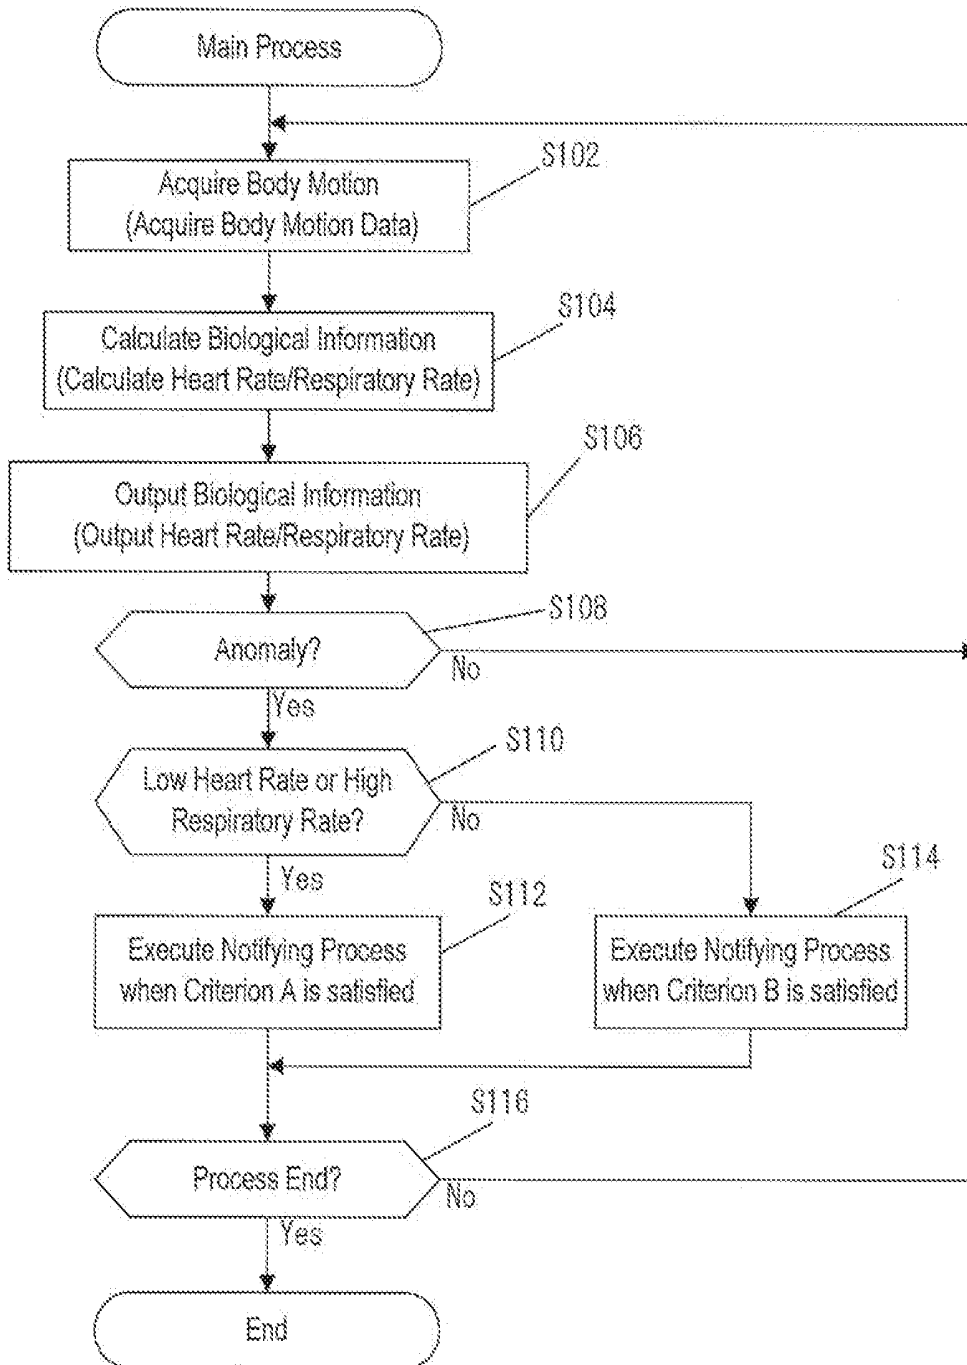 Main Process
S102
Acquire Body Motion
(Acquire Body Motion Data)
S104
Calculate Biological Information
(Calculate Heart Rate/Respiratory Rate)
S106
Output Biological Information
(Output Heart Rate/Respiratory Rate)
S108
Anomaly?
No
Yes
S110
Low Heart Rate or High
Respiratory Rate?
No
Yes
S112
Execute Notifying Process
when Criterion A is satisfied
S114
Execute Notifying Process
when Criterion B is satisfied
S116
Process End?
No
Yes
End